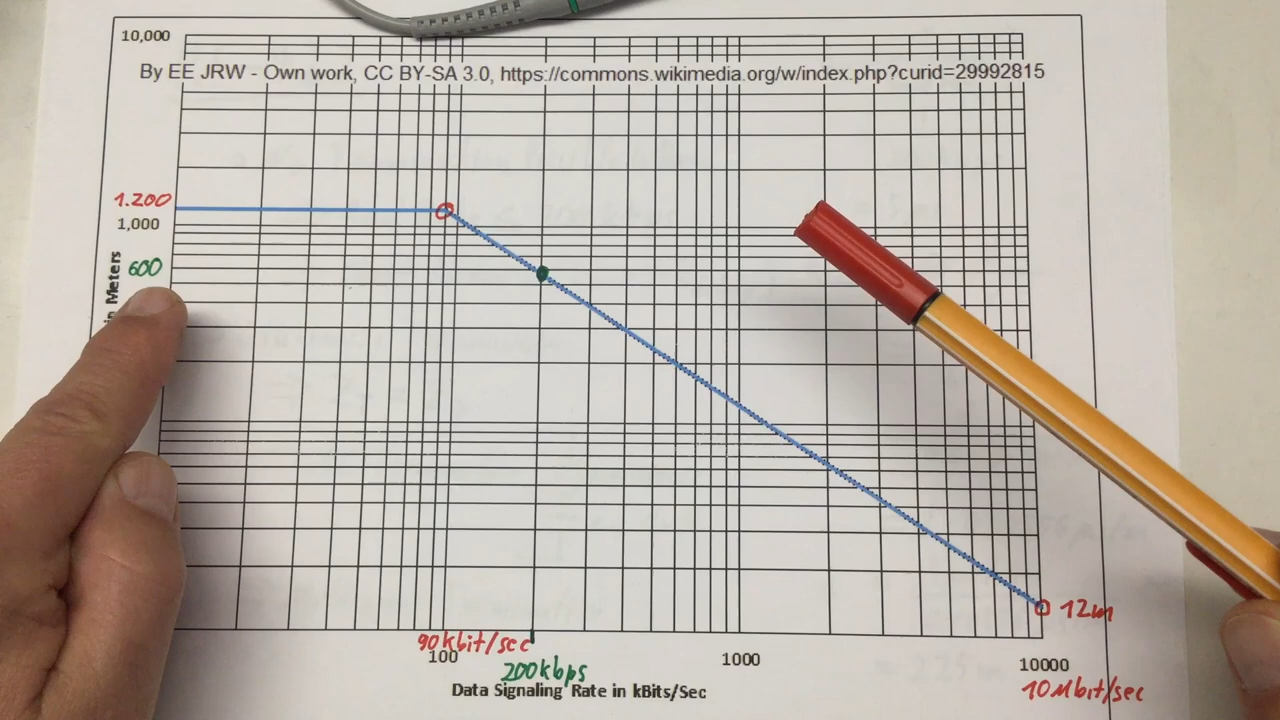 10,000
By EE JRW - Own work, CC BY-SA 3.0, https://commons.wikimedia.org/w/index.php?curid=29992815
1.200
1,000
600
in Meters
12m
90kbit/sec
100
1000
10000
200kbps
Data Signaling Rate in kBits/Sec
10Mbit/sec